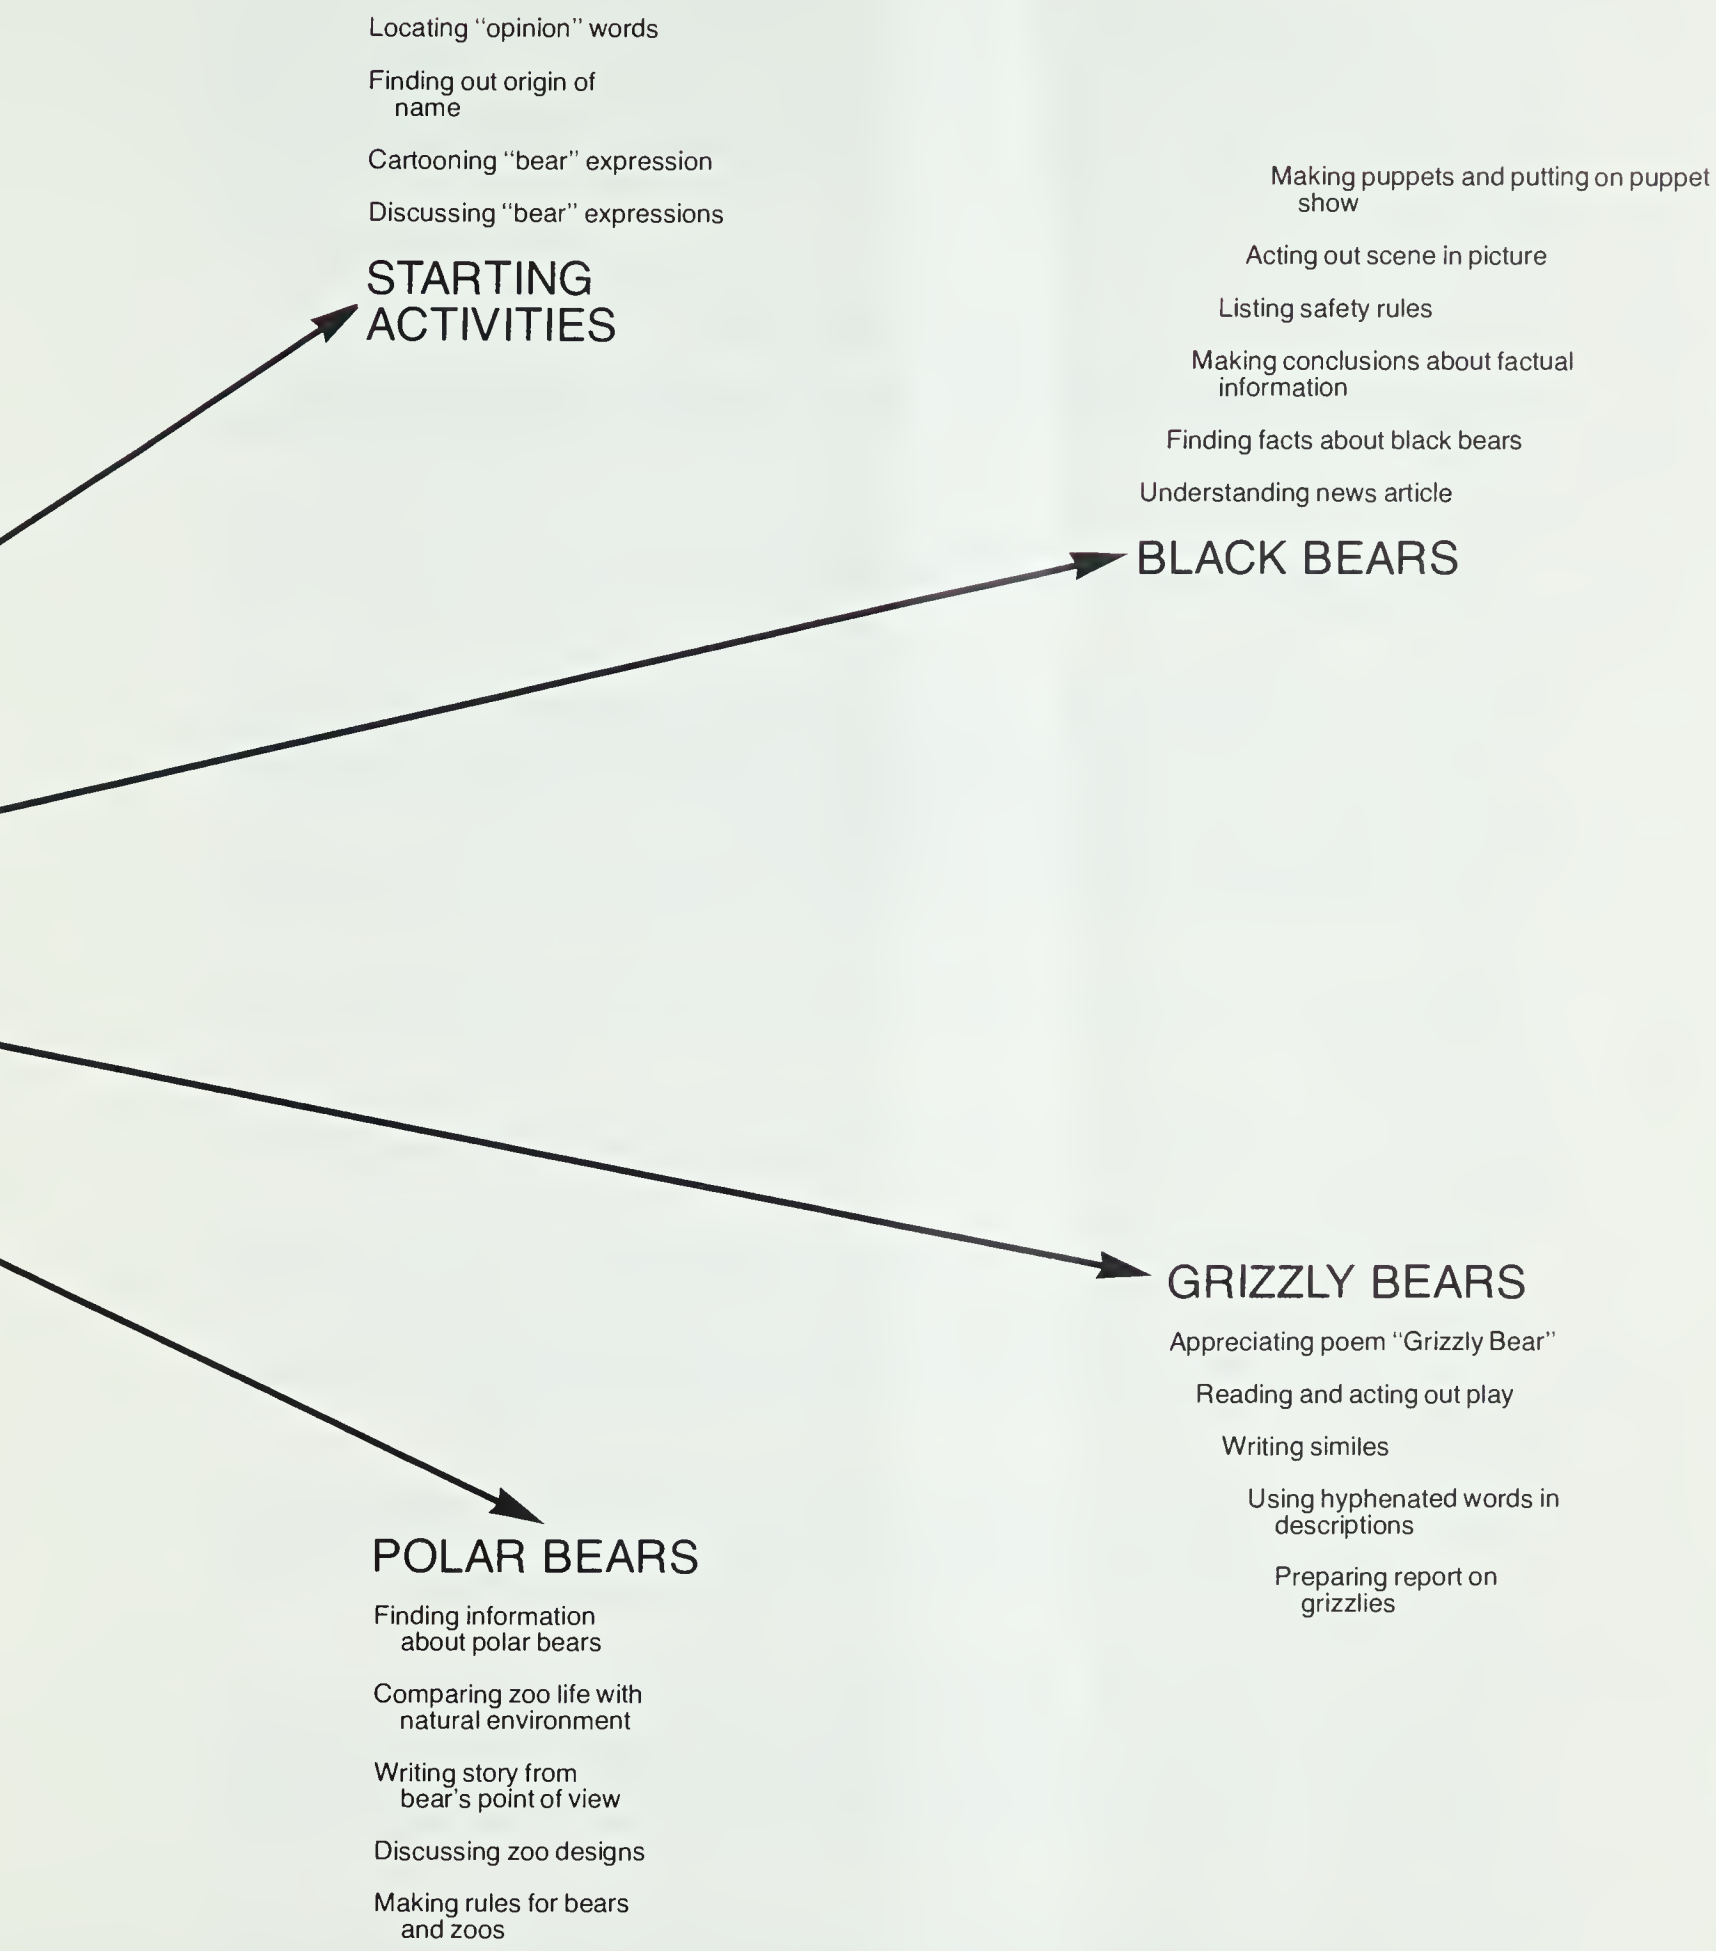 Locating “opinion” words
Finding out origin of
name
Cartooning “bear” expression
Discussing “bear” expressions
STARTING
ACTIVITIES
Making puppets and putting on puppet
show
Acting out scene in picture
Listing safety rules
Making conclusions about factual
information
Finding facts about black bears
Understanding news article
BLACK BEARS
GRIZZLY BEARS
Appreciating poem “Grizzly Bear”
Reading and acting out play
Writing similes
Using hyphenated words in
descriptions
Preparing report on
grizzlies
POLAR BEARS
Finding information
about polar bears
Comparing zoo life with
natural environment
Writing story from
bear's point of view
Discussing zoo designs
Making rules for bears
and zoos